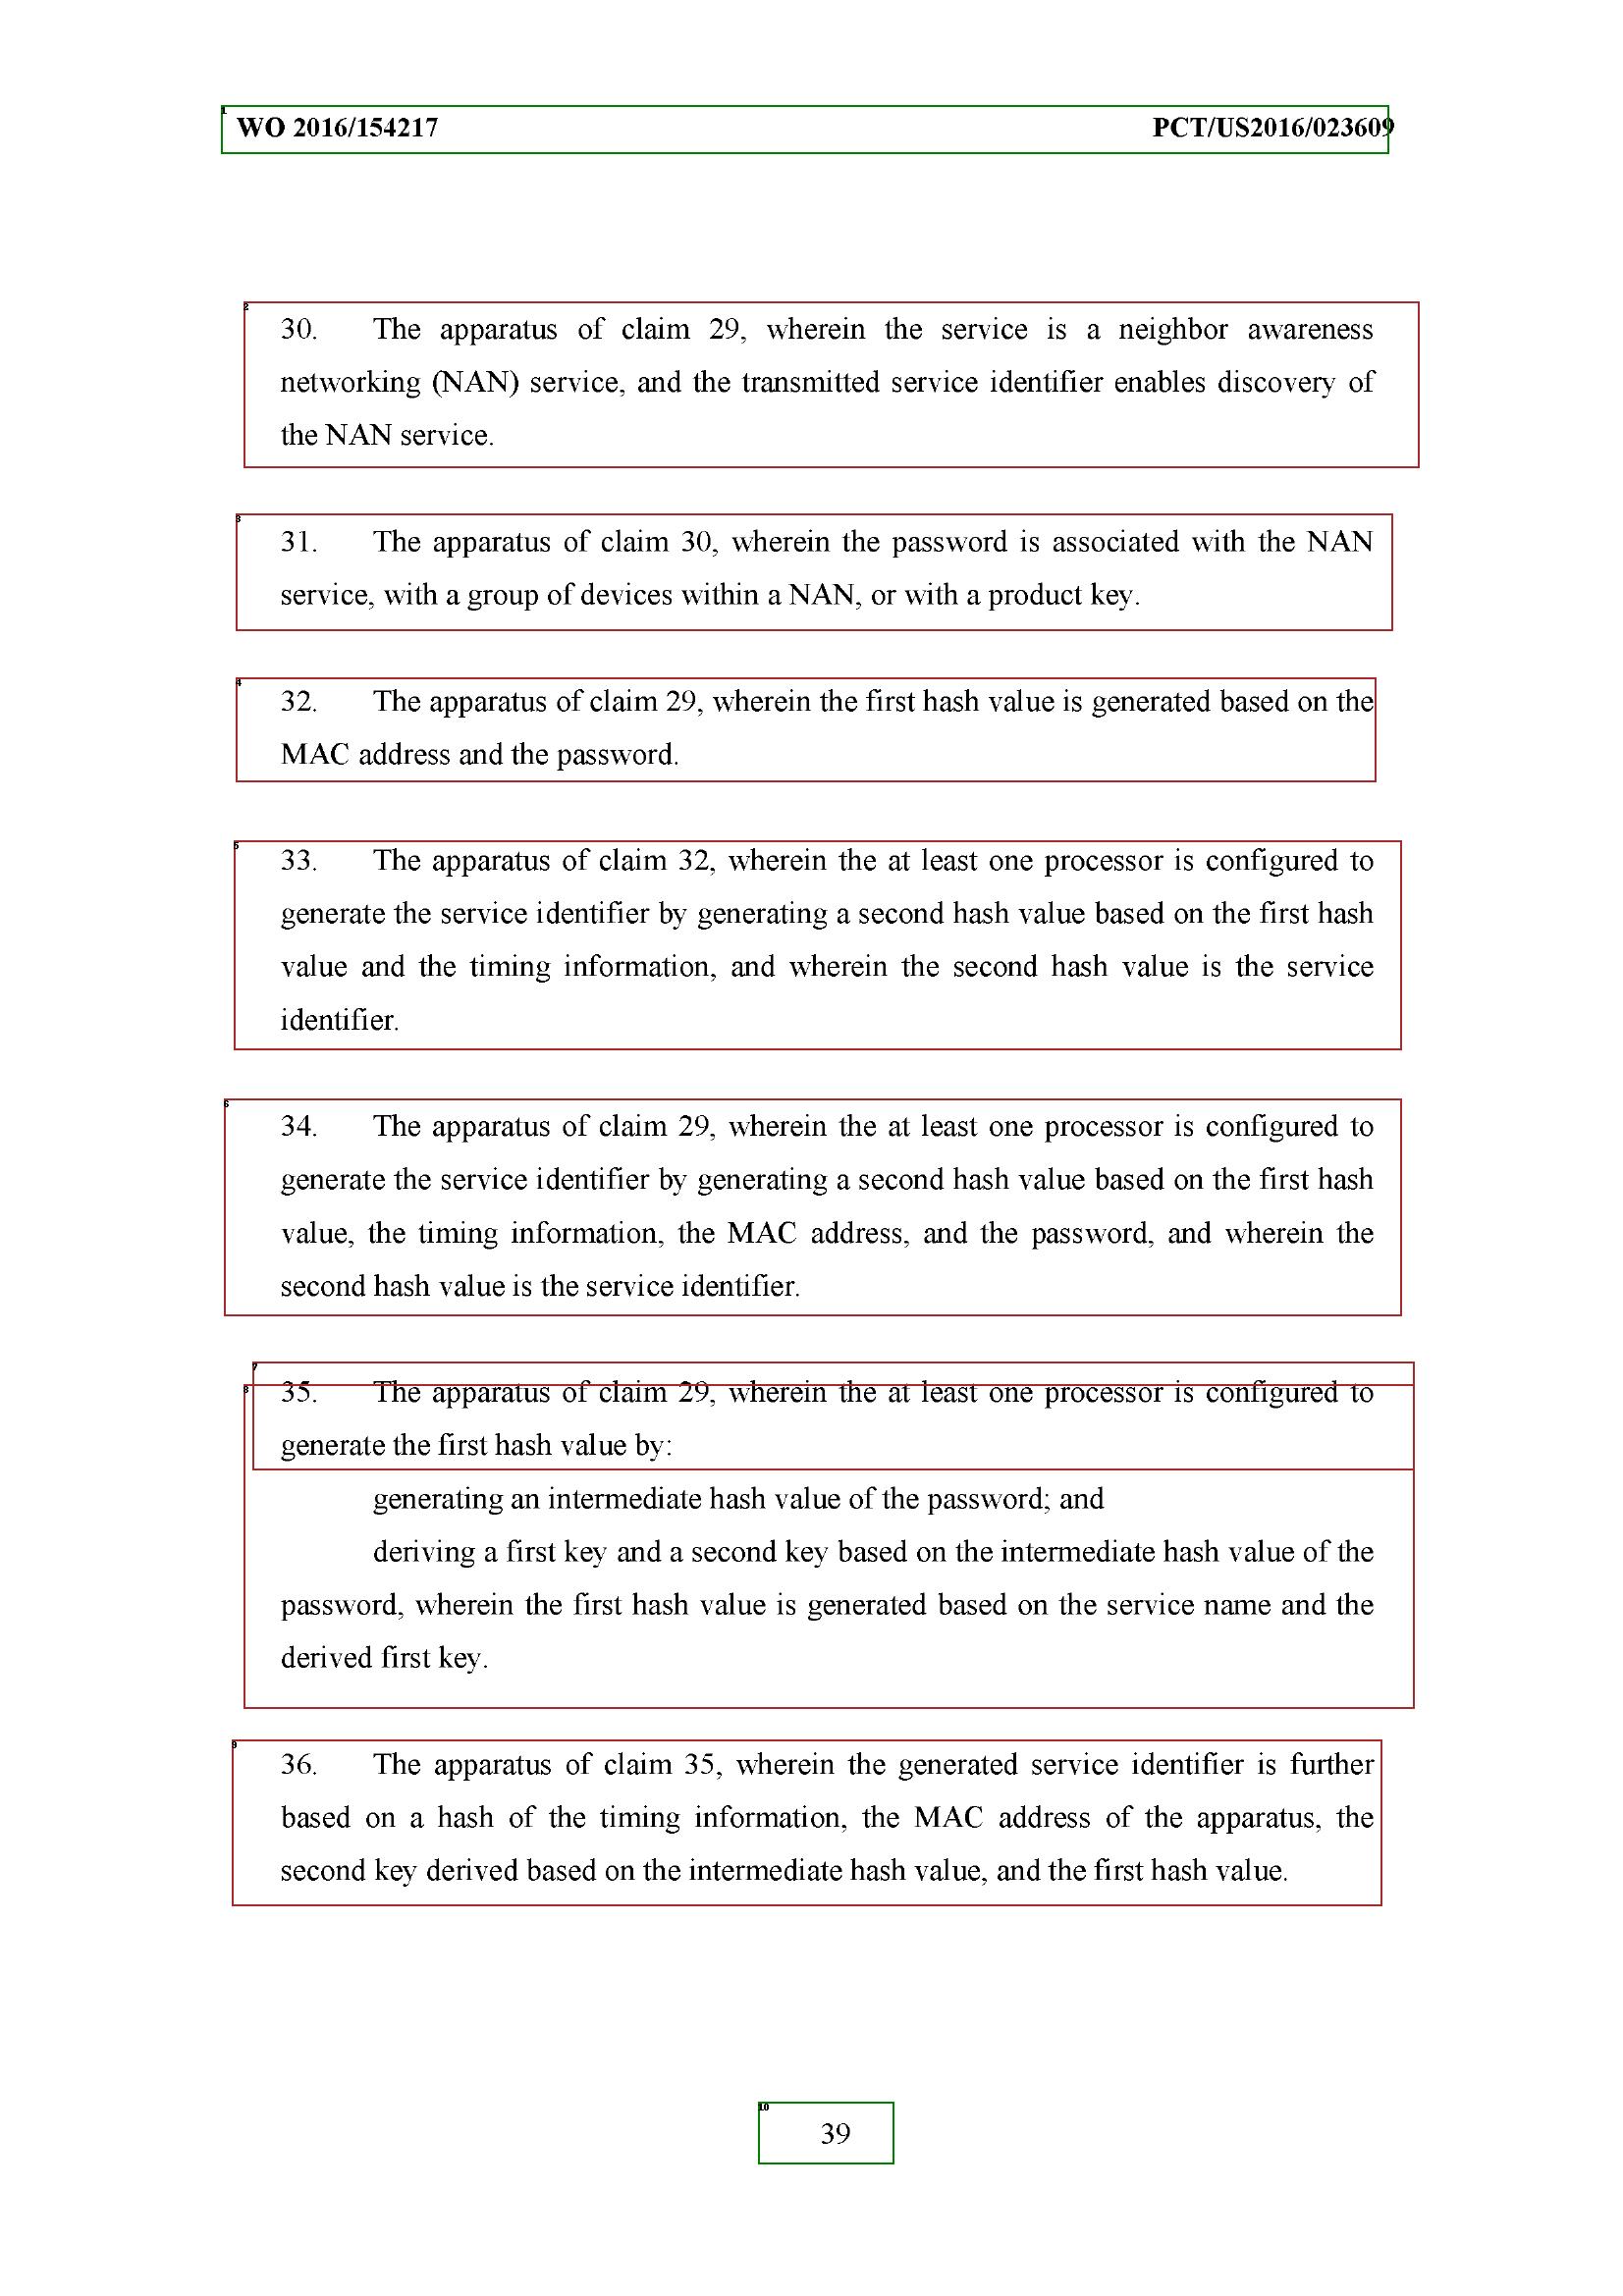 1
WO 2016/154217 PCT/US2016/023609
2
30. The apparatus of claim 29, wherein the service is a neighbor awareness
networking (NAN) service, and the transmitted service identifier enables discovery of
the NAN service.
3
31. The apparatus of claim 30, wherein the password is associated with the NAN
service, with a group of devices within a NAN, or with a product key.
4
32. The apparatus of claim 29, wherein the first hash value is generated based on the
MAC address and the password.
5
33. The apparatus of claim 32, wherein the at least one processor is configured to
generate the service identifier by generating a second hash value based on the first hash
value and the timing information, and wherein the second hash value is the service
identifier.
6
34. The apparatus of claim 29, wherein the at least one processor is configured to
generate the service identifier by generating a second hash value based on the first hash
value, the timing information, the MAC address, and the password, and wherein the
second hash value is the service identifier.
7
8
35. The apparatus of claim 29, wherein the at least one processor is configured to
generate the first hash value by:
generating an intermediate hash value of the password; and
deriving a first key and a second key based on the intermediate hash value of the
password, wherein the first hash value is generated based on the service name and the
derived first key.
9
36. The apparatus of claim 35, wherein the generated service identifier is further
based on a hash of the timing information, the MAC address of the apparatus, the
second key derived based on the intermediate hash value, and the first hash value.
10
39